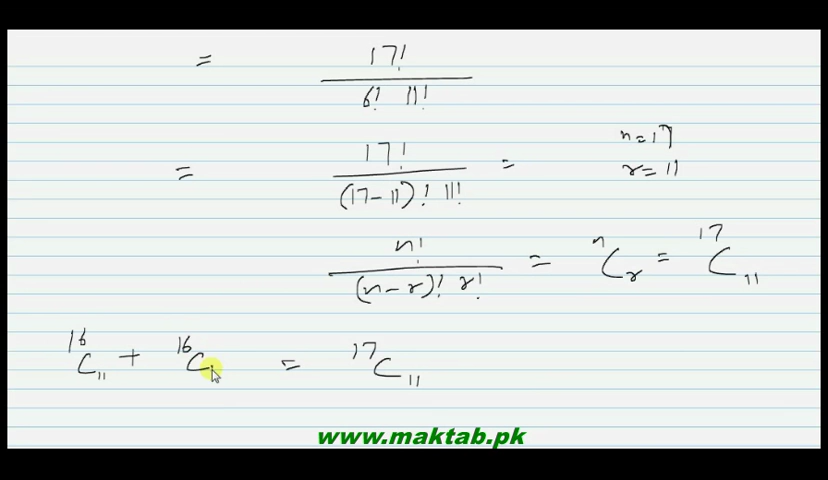 = 17! / 6! 11!
= 17! / (17-11)! 11! = n=17
r=11
n! / (n-r)! r! = ⁿCᵣ = ¹⁷C₁₁
¹⁶C₁₁ + ¹⁶C = ¹⁷C₁₁
www.maktab.pk